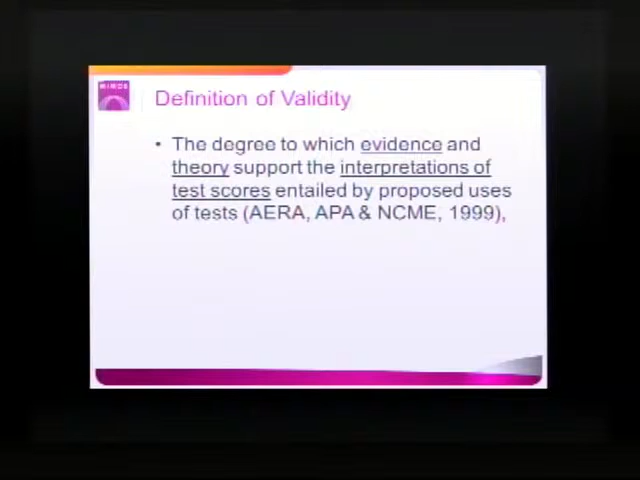 MIMOS
Definition of Validity
• The degree to which evidence and
theory support the interpretations of
test scores entailed by proposed uses
of tests (AERA, APA & NCME, 1999),